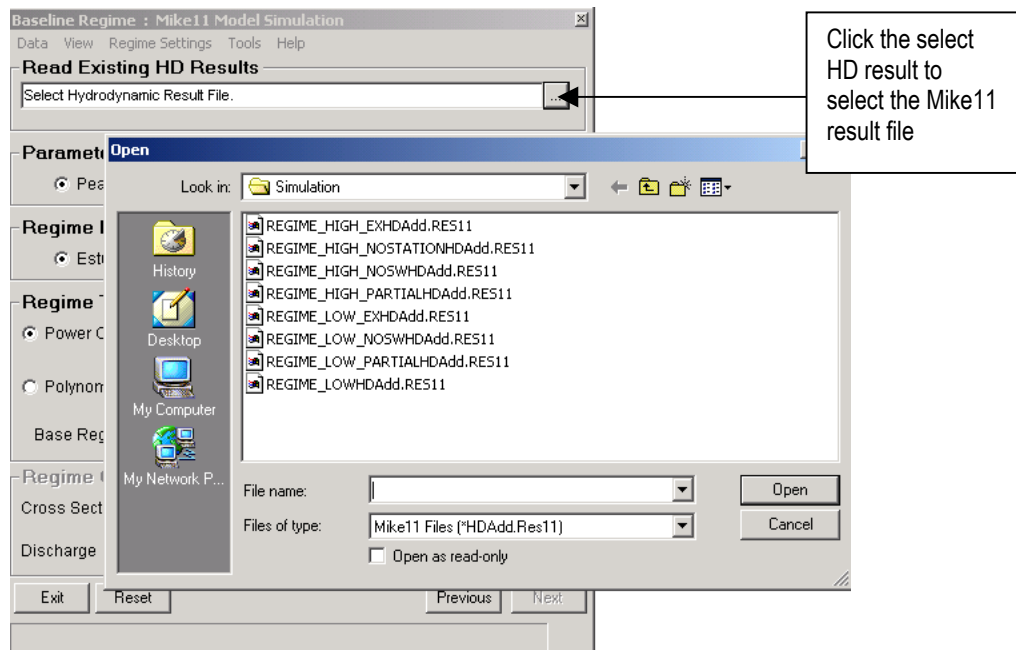 Baseline Regime : Mike11 Model Simulation
Data View Regime Settings Tools Help
Read Existing HD Results
Select Hydrodynamic Result File.
...
Click the select
HD result to
select the Mike11
result file
Open
Look in:
Simulation
History
Desktop
My Computer
My Network P...
REGIME_HIGH_EXHDAdd.RES11
REGIME_HIGH_NOSTATIONHDAdd.RES11
REGIME_HIGH_NOSWHDAdd.RES11
REGIME_HIGH_PARTIALHDAdd.RES11
REGIME_LOW_EXHDAdd.RES11
REGIME_LOW_NOSWHDAdd.RES11
REGIME_LOW_PARTIALHDAdd.RES11
REGIME_LOWHDAdd.RES11
File name:
Open
Files of type:
Mike11 Files (*HDAdd.Res11)
Cancel
Open as read-only
Paramet
Pea
Regime
Est
Regime
Power C
Polynom
Base Reg
Regime
Cross Sect
Discharge
Exit
Reset
Previous
Next